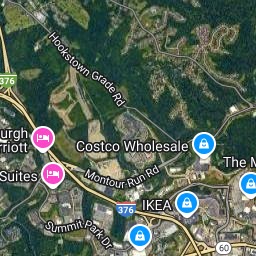 376
Hookstown Grade Rd
urgh
rriott
Costco Wholesale
Montour Run Rd
The M
Suites
376
IKEA
Summit Park Dr
60